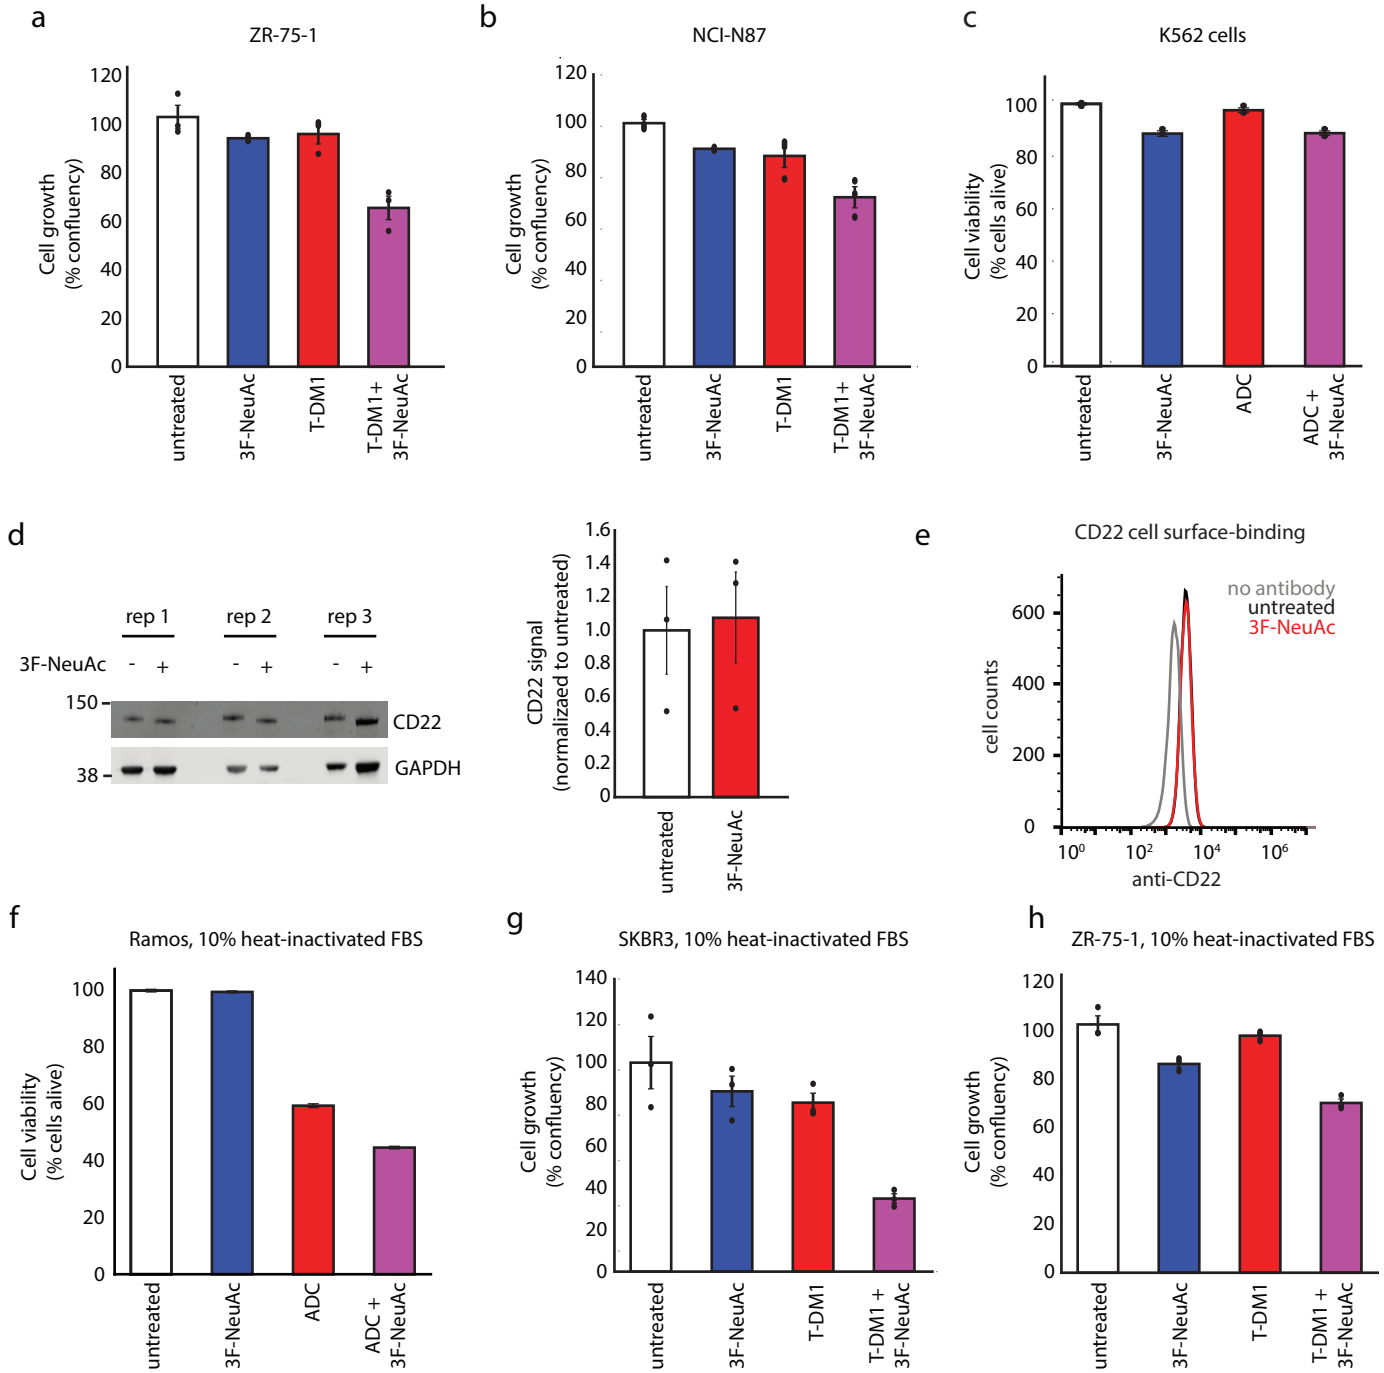 a
ZR-75-1
Cell growth
(% confluency)
120
100
80
60
40
20
0
untreated
3F-NeuAc
T-DM1
T-DM1+
3F-NeuAc
b
NCI-N87
Cell growth
(% confluency)
120
100
80
60
40
20
0
untreated
3F-NeuAc
T-DM1
T-DM1+
3F-NeuAc
c
K562 cells
Cell viability
(% cells alive)
100
80
60
40
20
0
untreated
3F-NeuAc
ADC
ADC +
3F-NeuAc
d
rep 1 rep 2 rep 3
3F-NeuAc - + - + - +
150
CD22
38
GAPDH
CD22 signal
(normalizaed to untreated)
1.6
1.4
1.2
1.0
0.8
0.6
0.4
0.2
0
untreated
3F-NeuAc
e
CD22 cell surface-binding
no antibody
untreated
3F-NeuAc
cell counts
600
400
200
0
10⁰ 10² 10⁴ 10⁶
anti-CD22
f
Ramos, 10% heat-inactivated FBS
Cell viability
(% cells alive)
100
80
60
40
20
0
untreated
3F-NeuAc
ADC
ADC +
3F-NeuAc
g
SKBR3, 10% heat-inactivated FBS
Cell growth
(% confluency)
140
120
100
80
60
40
20
0
untreated
3F-NeuAc
T-DM1
T-DM1 +
3F-NeuAc
h
ZR-75-1, 10% heat-inactivated FBS
Cell growth
(% confluency)
120
100
80
60
40
20
0
untreated
3F-NeuAc
T-DM1
T-DM1 +
3F-NeuAc